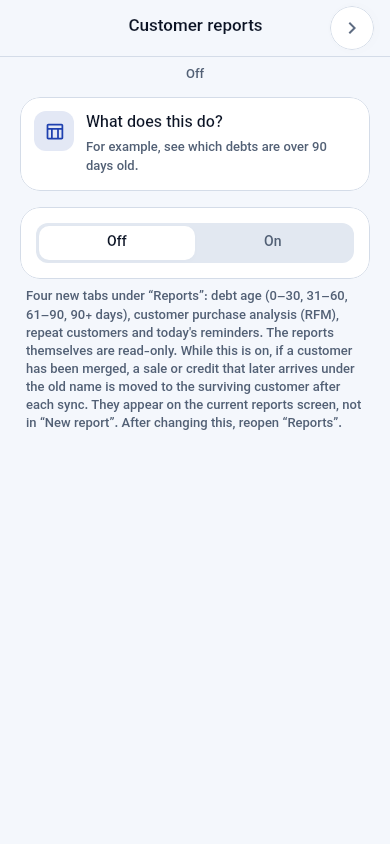 Customer reports
Off
What does this do?
For example, see which debts are over 90
days old.
Off
On
Four new tabs under “Reports”: debt age (0–30, 31–60,
61–90, 90+ days), customer purchase analysis (RFM),
repeat customers and today's reminders. The reports
themselves are read-only. While this is on, if a customer
has been merged, a sale or credit that later arrives under
the old name is moved to the surviving customer after
each sync. They appear on the current reports screen, not
in “New report”. After changing this, reopen “Reports”.